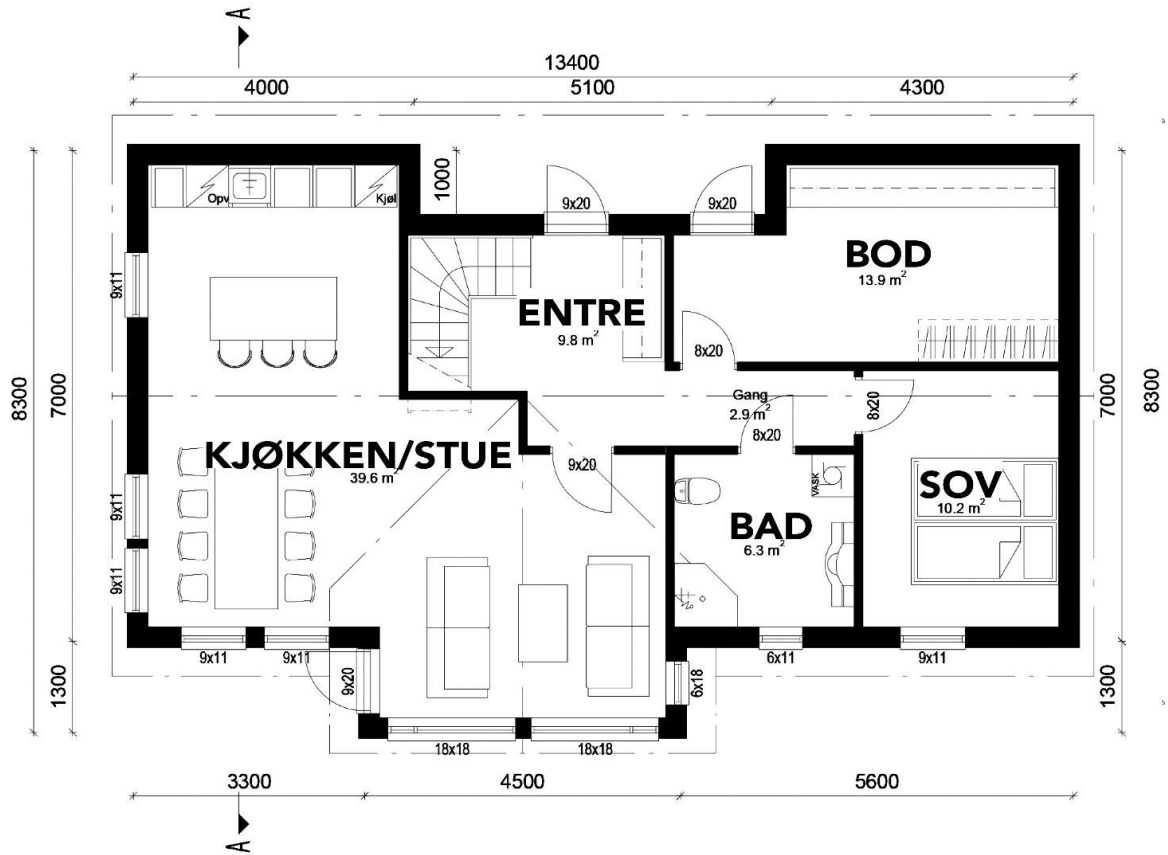 A
13400
4000
5100
4300
1000
9x20
9x20
Opv
Kjøl
BOD
13.9 m²
9x11
ENTRE
9.8 m²
8x20
8300
7000
Gang
2.9 m²
8x20
8x20
7000
8300
KJØKKEN/STUE
39.6 m²
9x20
VASK
SOV
10.2 m²
BAD
6.3 m²
9x11
9x11
9x11
9x11
9x20
6x11
9x11
6x18
1300
1300
18x18
18x18
3300
4500
5600
A